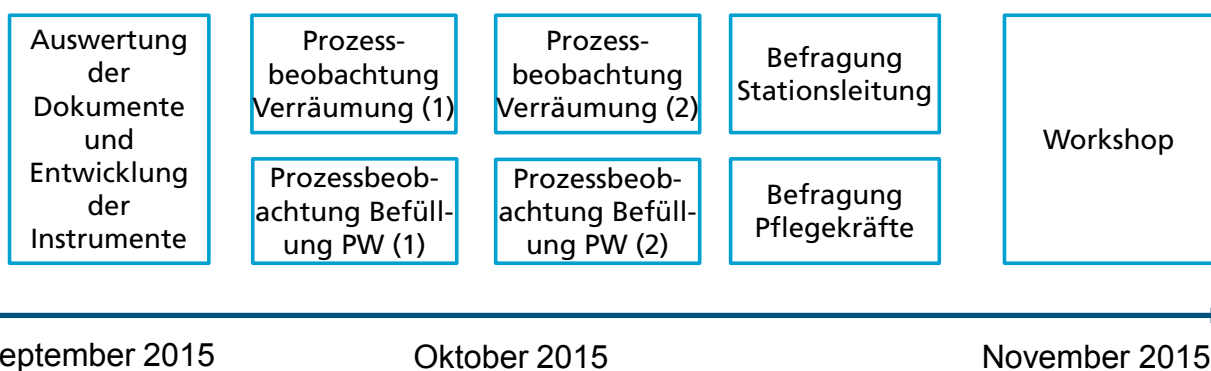 Auswertung
der
Dokumente
und
Entwicklung
der
Instrumente
Prozess-
beobachtung
Verräumung (1)
Prozessbeob-
achtung Befüll-
ung PW (1)
Prozess-
beobachtung
Verräumung (2)
Prozessbeob-
achtung Befüll-
ung PW (2)
Befragung
Stationsleitung
Befragung
Pflegekräfte
Workshop
eptember 2015
Oktober 2015
November 2015